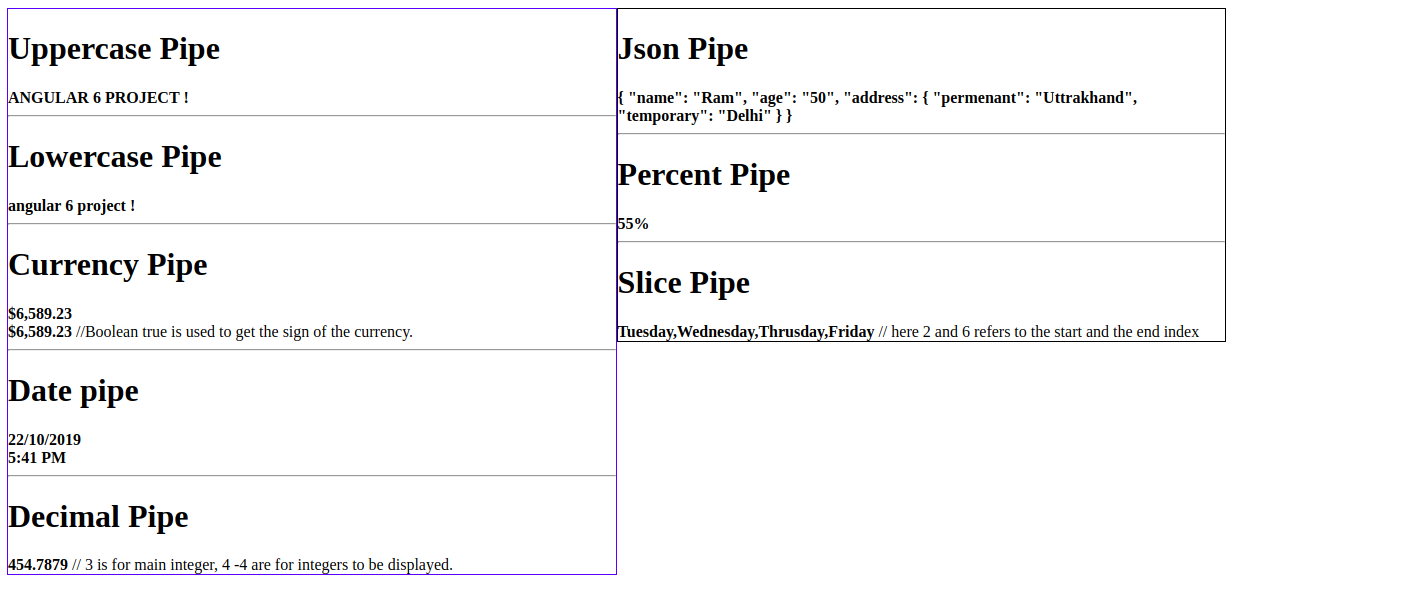 Uppercase Pipe
ANGULAR 6 PROJECT !
Lowercase Pipe
angular 6 project !
Currency Pipe
$6,589.23
$6,589.23 //Boolean true is used to get the sign of the currency.
Date pipe
22/10/2019
5:41 PM
Decimal Pipe
454.7879 // 3 is for main integer, 4 -4 are for integers to be displayed.
Json Pipe
{ "name": "Ram", "age": "50", "address": { "permenant": "Uttrakhand",
"temporary": "Delhi" } }
Percent Pipe
55%
Slice Pipe
Tuesday,Wednesday,Thrusday,Friday // here 2 and 6 refers to the start and the end index